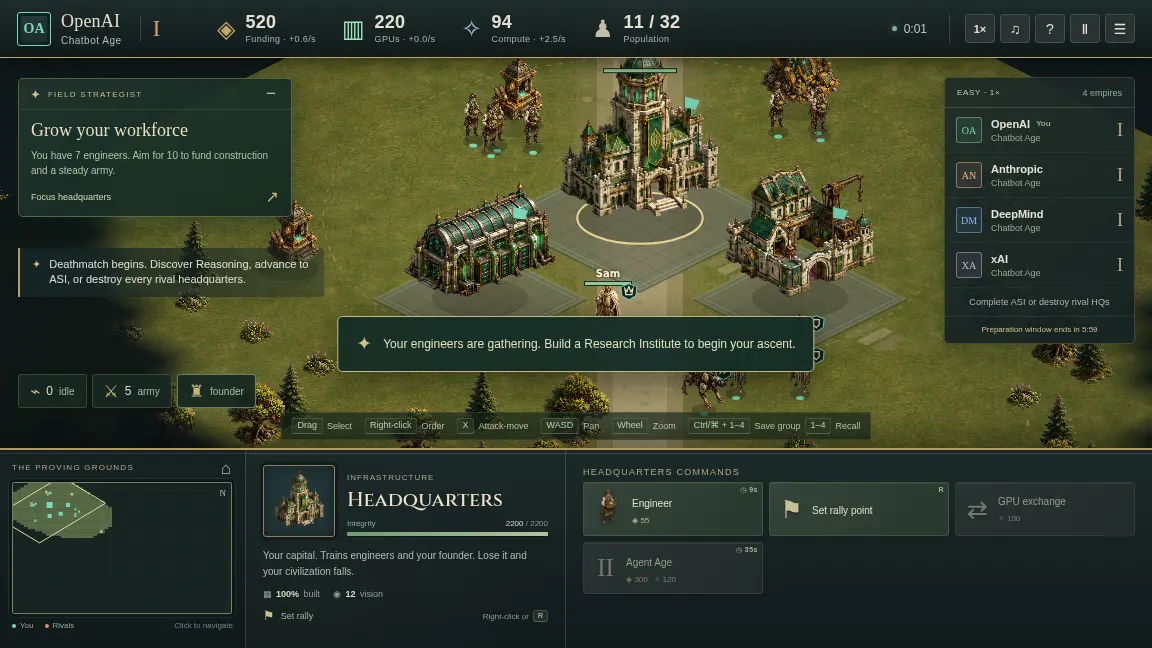 OA
OpenAI
Chatbot Age
I
520
Funding · +0.6/s
220
GPUs · +0.0/s
94
Compute · +2.5/s
11 / 32
Population
0:01
1×
?
FIELD STRATEGIST
Grow your workforce
You have 7 engineers. Aim for 10 to fund construction
and a steady army.
Focus headquarters
Deathmatch begins. Discover Reasoning, advance to
ASI, or destroy every rival headquarters.
0 idle
5 army
founder
Sam
Your engineers are gathering. Build a Research Institute to begin your ascent.
Drag Select Right-click Order X Attack-move WASD Pan Wheel Zoom Ctrl/⌘ + 1–4 Save group 1–4 Recall
EASY · 1×
4 empires
OA
OpenAI You
Chatbot Age
I
AN
Anthropic
Chatbot Age
I
DM
DeepMind
Chatbot Age
I
XA
xAI
Chatbot Age
I
Complete ASI or destroy rival HQs
Preparation window ends in 5:59
THE PROVING GROUNDS
N
You Rivals Click to navigate
INFRASTRUCTURE
HEADQUARTERS
Integrity 2200 / 2200
Your capital. Trains engineers and your founder. Lose it and
your civilization falls.
100% built 12 vision
Set rally Right-click or R
HEADQUARTERS COMMANDS
9s
Engineer
55
R
Set rally point
GPU exchange
100
35s
II
Agent Age
300 120